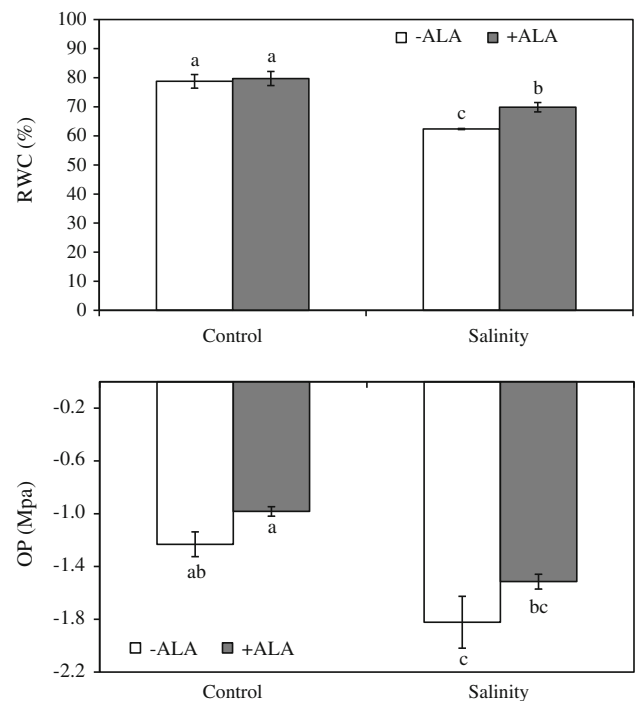 100
90
80
70
60
50
40
30
20
10
0
RWC (%)
-ALA +ALA
a a
c b
Control Salinity
-0.2
-0.6
-1.0
-1.4
-1.8
-2.2
OP (Mpa)
ab a
c bc
-ALA +ALA
Control Salinity